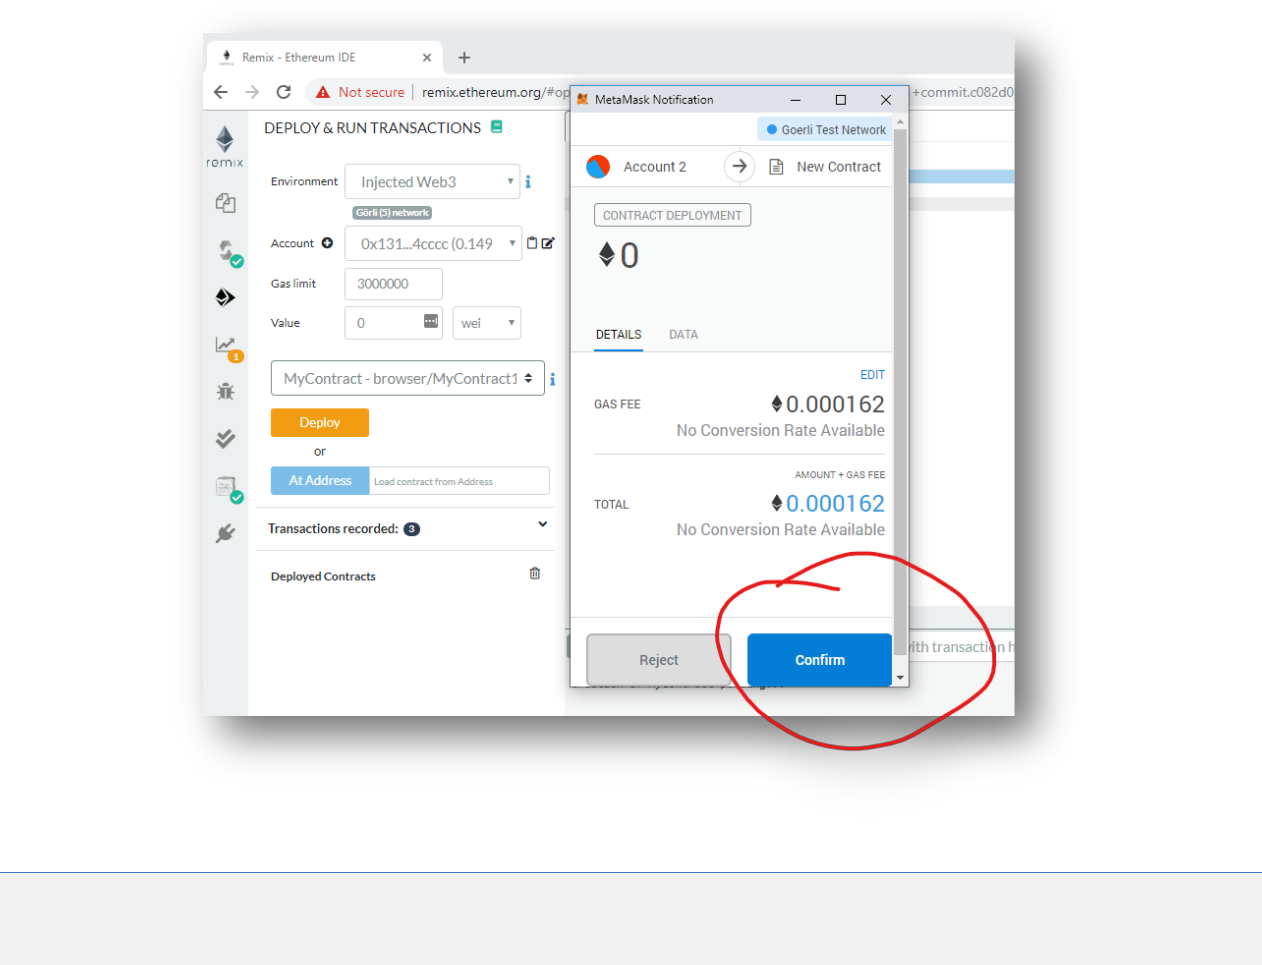 Remix - Ethereum IDE
Not secure | remix.ethereum.org/#op
+commit.c082d0
MetaMask Notification
Goerli Test Network
remix
DEPLOY & RUN TRANSACTIONS
Account 2
New Contract
Environment
Injected Web3
i
Görli (5) network
CONTRACT DEPLOYMENT
Account
0x131...4cccc (0.149
0
Gas limit
3000000
Value
0
wei
1
DETAILS
DATA
MyContract - browser/MyContract1
i
EDIT
GAS FEE
0.000162
No Conversion Rate Available
Deploy
or
At Address
Load contract from Address
AMOUNT + GAS FEE
TOTAL
0.000162
No Conversion Rate Available
Transactions recorded: 3
Deployed Contracts
Reject
Confirm
with transaction h